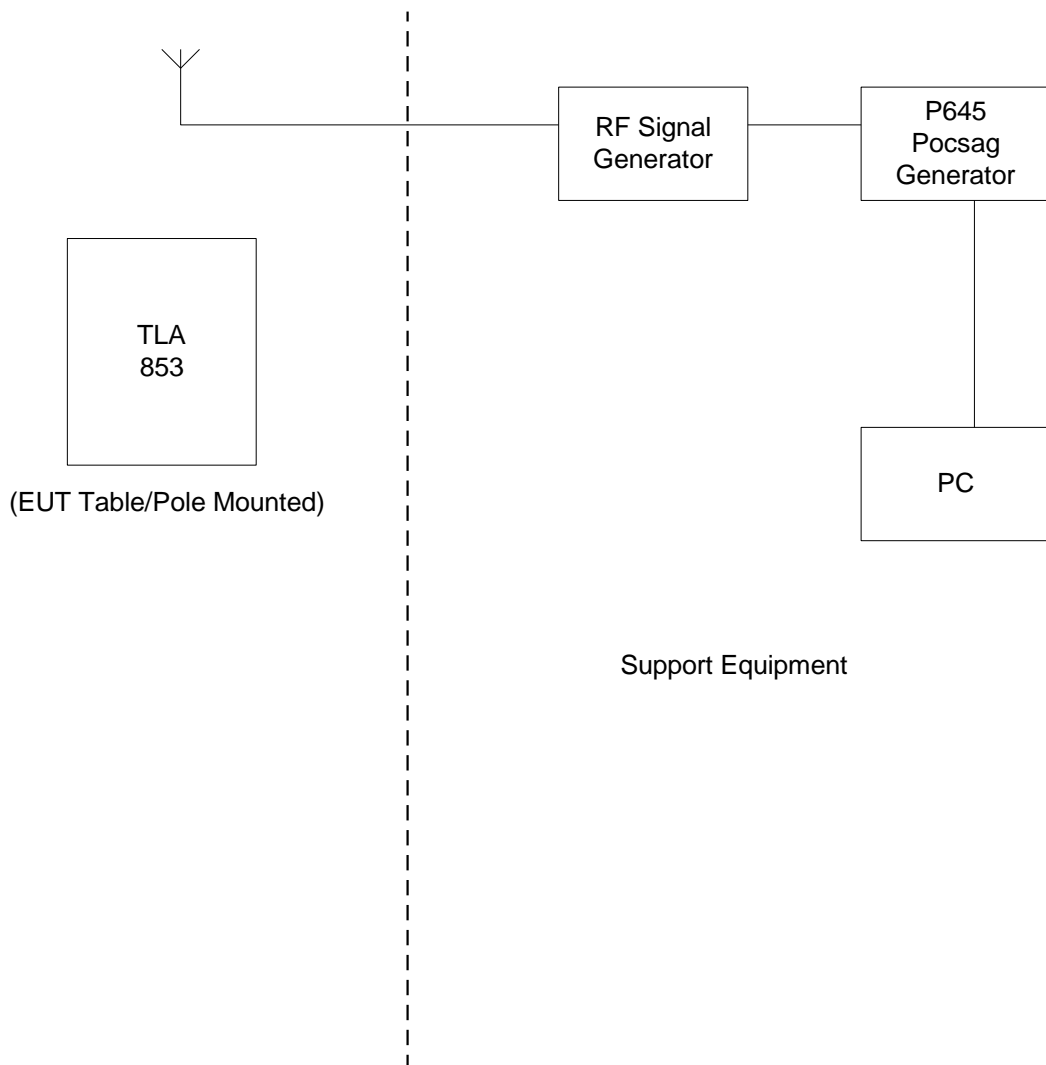 RF Signal
Generator
P645
Pocsag
Generator
TLA
853
(EUT Table/Pole Mounted)
PC
Support Equipment